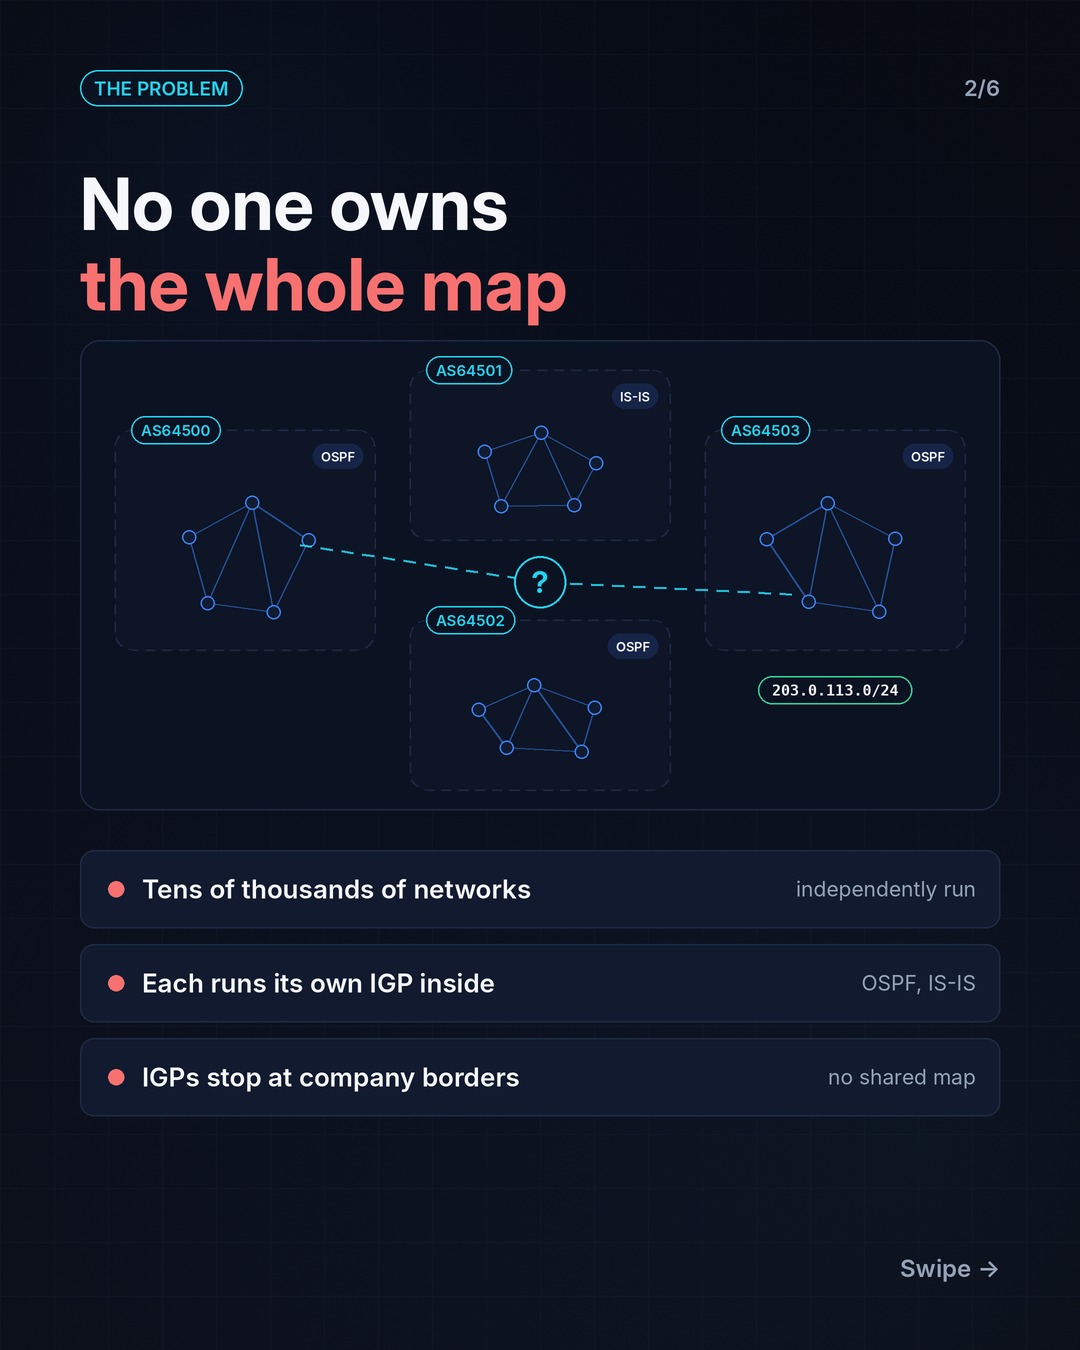 THE PROBLEM
2/6
No one owns
the whole map
AS64501
IS-IS
AS64500
OSPF
AS64503
OSPF
?
AS64502
OSPF
203.0.113.0/24
Tens of thousands of networks
independently run
Each runs its own IGP inside
OSPF, IS-IS
IGPs stop at company borders
no shared map
Swipe →